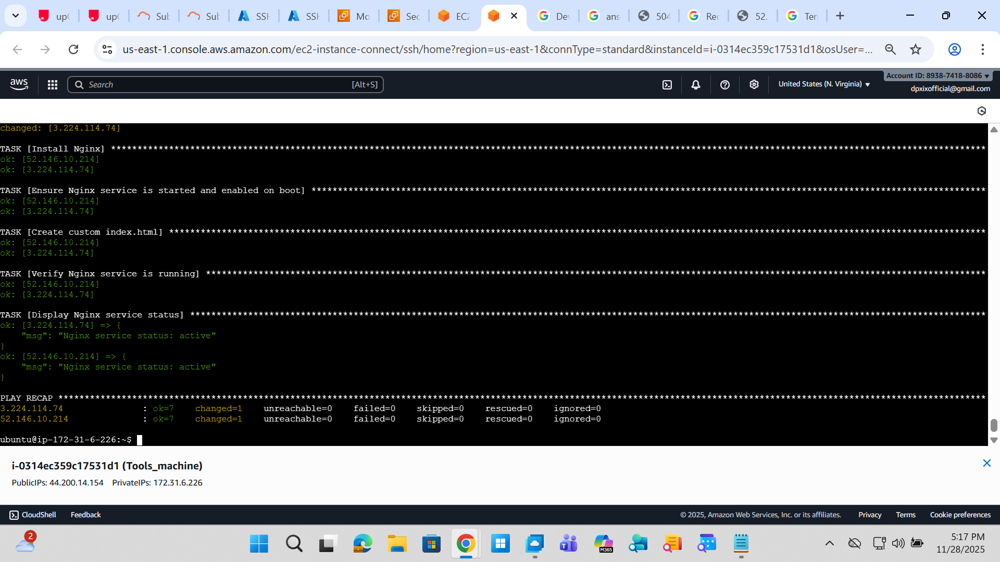 up
up
Sub
Sub
SSH
SSH
Mo
Sec
EC2
De
ans
504
Rec
52.
Ten
us-east-1.console.aws.amazon.com/ec2-instance-connect/ssh/home?region=us-east-1&connType=standard&instanceId=i-0314ec359c17531d1&osUser=...
aws
Search
[Alt+S]
United States (N. Virginia)
Account ID: 8938-7418-8086
dpxixofficial@gmail.com
changed: [3.224.114.74]
TASK [Install Nginx] **********************************************************************************************************************************************************************
ok: [52.146.10.214]
ok: [3.224.114.74]
TASK [Ensure Nginx service is started and enabled on boot] ********************************************************************************************************************************
ok: [52.146.10.214]
ok: [3.224.114.74]
TASK [Create custom index.html] ***********************************************************************************************************************************************************
ok: [52.146.10.214]
ok: [3.224.114.74]
TASK [Verify Nginx service is running] ****************************************************************************************************************************************************
ok: [52.146.10.214]
ok: [3.224.114.74]
TASK [Display Nginx service status] *******************************************************************************************************************************************************
ok: [3.224.114.74] => {
    "msg": "Nginx service status: active"
}
ok: [52.146.10.214] => {
    "msg": "Nginx service status: active"
}
PLAY RECAP ********************************************************************************************************************************************************************************
3.224.114.74               : ok=7    changed=1    unreachable=0    failed=0    skipped=0    rescued=0    ignored=0
52.146.10.214              : ok=7    changed=1    unreachable=0    failed=0    skipped=0    rescued=0    ignored=0
ubuntu@ip-172-31-6-226:~$
i-0314ec359c17531d1 (Tools_machine)
PublicIPs: 44.200.14.154 PrivateIPs: 172.31.6.226
CloudShell
Feedback
© 2025, Amazon Web Services, Inc. or its affiliates.
Privacy
Terms
Cookie preferences
2
M365
5:17 PM
11/28/2025